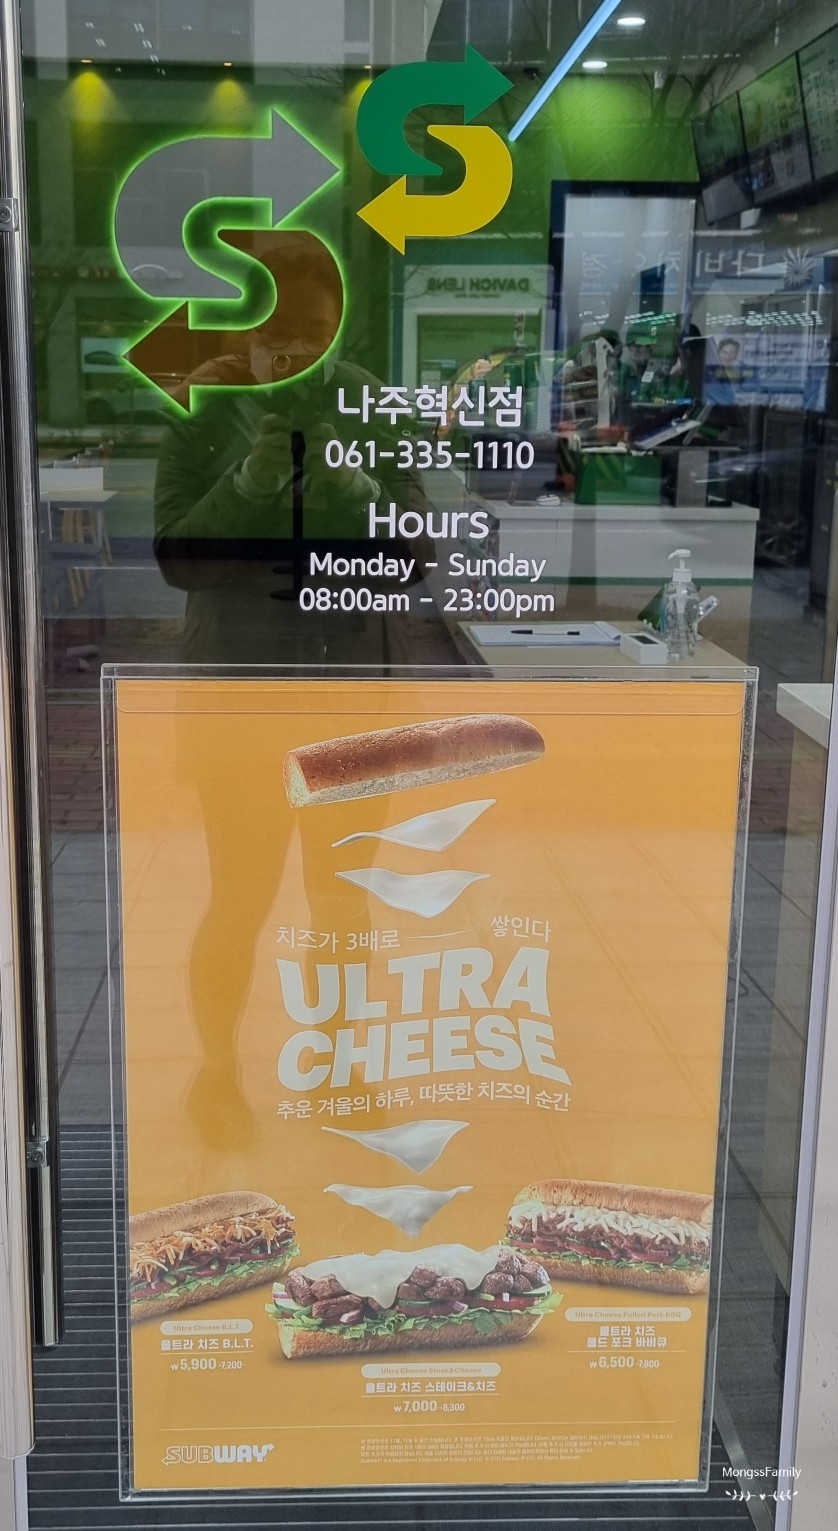 나주혁신점
061-335-1110
Hours
Monday - Sunday
08:00am - 23:00pm
DAVICH LENS
다비치
치즈가 3배로 쌓인다
ULTRA
CHEESE
추운 겨울의 하루, 따뜻한 치즈의 순간
Ultra Cheese B.L.T.
울트라 치즈 B.L.T.
₩5,900 -7,200-
Ultra Cheese Pulled Pork BBQ
울트라 치즈
풀드 포크 바비큐
₩6,500 -7,800-
Ultra Cheese Steak&Cheese
울트라 치즈 스테이크&치즈
₩7,000 -8,300
SUBWAY
MongssFamily